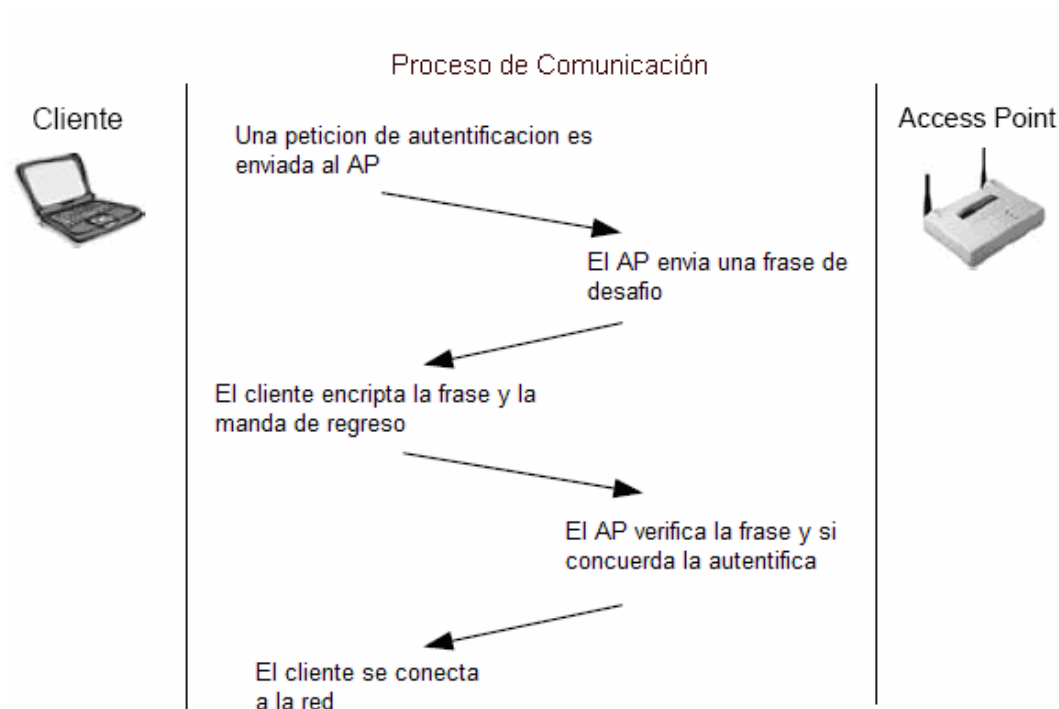 Proceso de Comunicación
Cliente
Access Point
Una peticion de autentificacion es
enviada al AP
El AP envia una frase de
desafio
El cliente encripta la frase y la
manda de regreso
El AP verifica la frase y si
concuerda la autentifica
El cliente se conecta
a la red